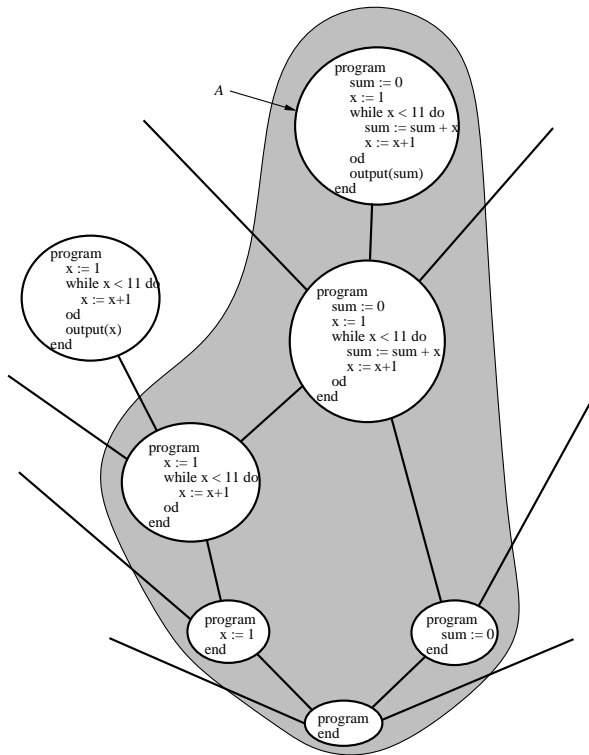 program
sum := 0
x := 1
while x < 11 do
sum := sum + x
x := x+1
od
output(sum)
end
A
program
x := 1
while x < 11 do
x := x+1
od
output(x)
end
program
sum := 0
x := 1
while x < 11 do
sum := sum + x
x := x+1
od
end
program
x := 1
while x < 11 do
x := x+1
od
end
program
x := 1
end
program
sum := 0
end
program
end